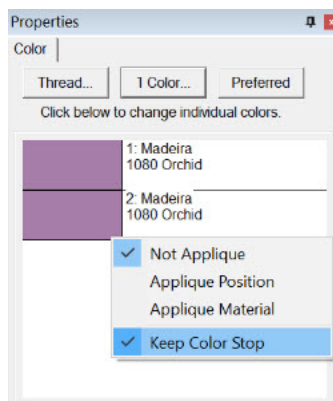 Properties
Color
Thread... 1 Color... Preferred
Click below to change individual colors.
1: Madeira
1080 Orchid
2: Madeira
1080 Orchid
Not Applique
Applique Position
Applique Material
Keep Color Stop